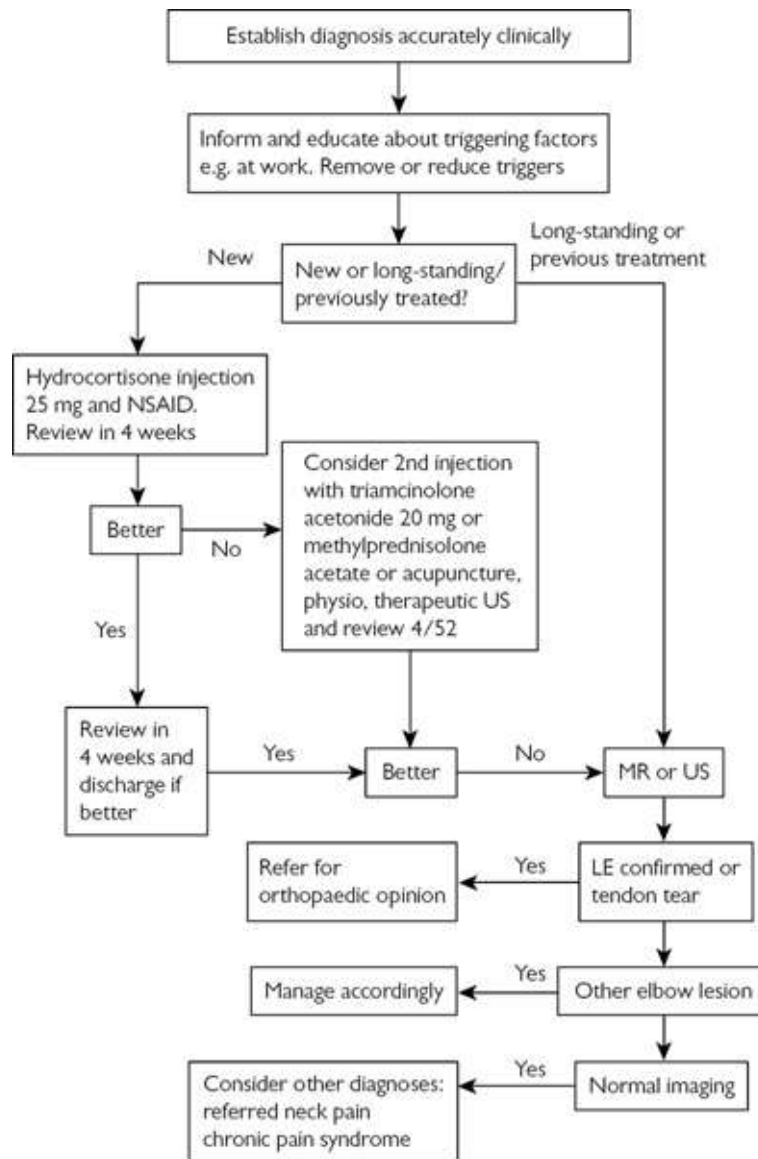 Establish diagnosis accurately clinically
Inform and educate about triggering factors
e.g. at work. Remove or reduce triggers
Long-standing or
previous treatment
New
New or long-standing/
previously treated?
Hydrocortisone injection
25 mg and NSAID.
Review in 4 weeks
Consider 2nd injection
with triamcinolone
acetonide 20 mg or
methylprednisolone
acetate or acupuncture,
physio, therapeutic US
and review 4/52
Better
No
Yes
Review in
4 weeks and
discharge if
better
Yes
Better
No
MR or US
Refer for
orthopaedic opinion
Yes
LE confirmed or
tendon tear
Manage accordingly
Yes
Other elbow lesion
Consider other diagnoses:
referred neck pain
chronic pain syndrome
Yes
Normal imaging